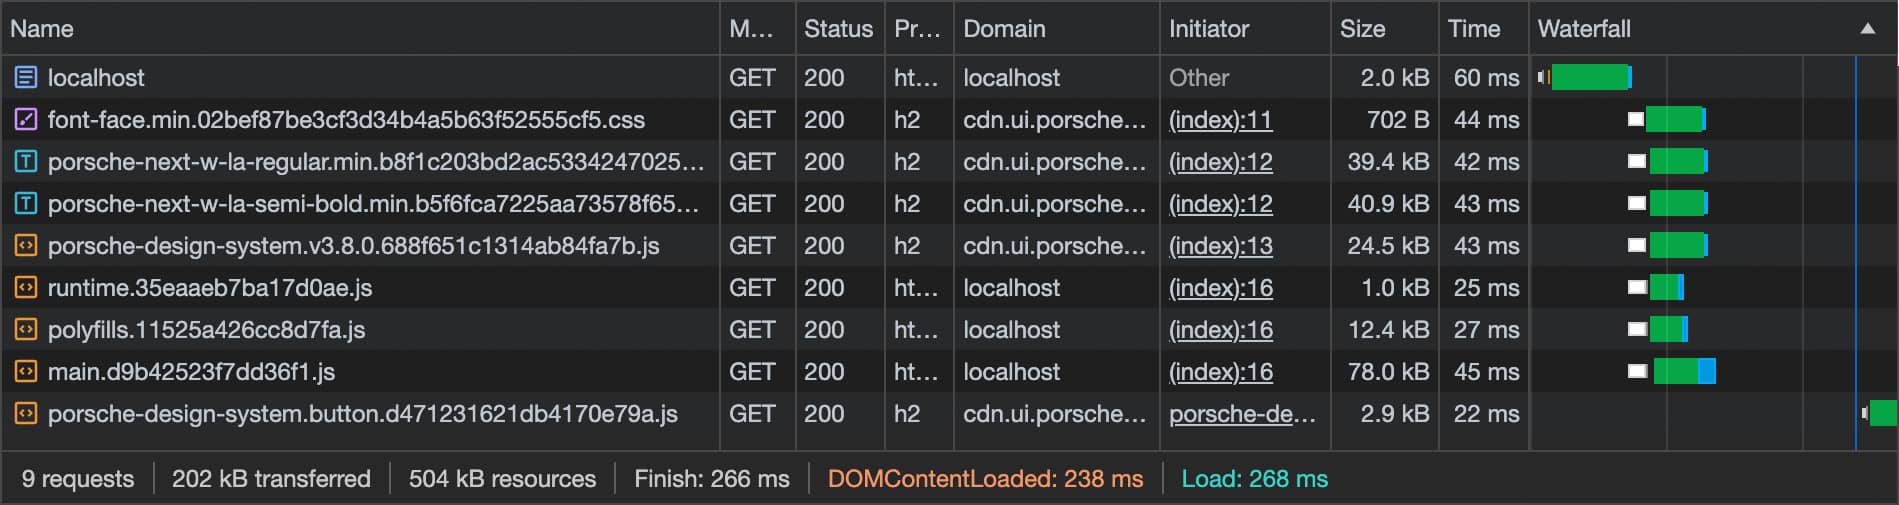 Name M... Status Pr... Domain Initiator Size Time Waterfall
localhost GET 200 ht... localhost Other 2.0 kB 60 ms
font-face.min.02bef87be3cf3d34b4a5b63f52555cf5.css GET 200 h2 cdn.ui.porsche... (index):11 702 B 44 ms
porsche-next-w-la-regular.min.b8f1c203bd2ac5334247025... GET 200 h2 cdn.ui.porsche... (index):12 39.4 kB 42 ms
porsche-next-w-la-semi-bold.min.b5f6fca7225aa73578f65... GET 200 h2 cdn.ui.porsche... (index):12 40.9 kB 43 ms
porsche-design-system.v3.8.0.688f651c1314ab84fa7b.js GET 200 h2 cdn.ui.porsche... (index):13 24.5 kB 43 ms
runtime.35eaaeb7ba17d0ae.js GET 200 ht... localhost (index):16 1.0 kB 25 ms
polyfills.11525a426cc8d7fa.js GET 200 ht... localhost (index):16 12.4 kB 27 ms
main.d9b42523f7dd36f1.js GET 200 ht... localhost (index):16 78.0 kB 45 ms
porsche-design-system.button.d471231621db4170e79a.js GET 200 h2 cdn.ui.porsche... porsche-de... 2.9 kB 22 ms
9 requests 202 kB transferred 504 kB resources Finish: 266 ms DOMContentLoaded: 238 ms Load: 268 ms